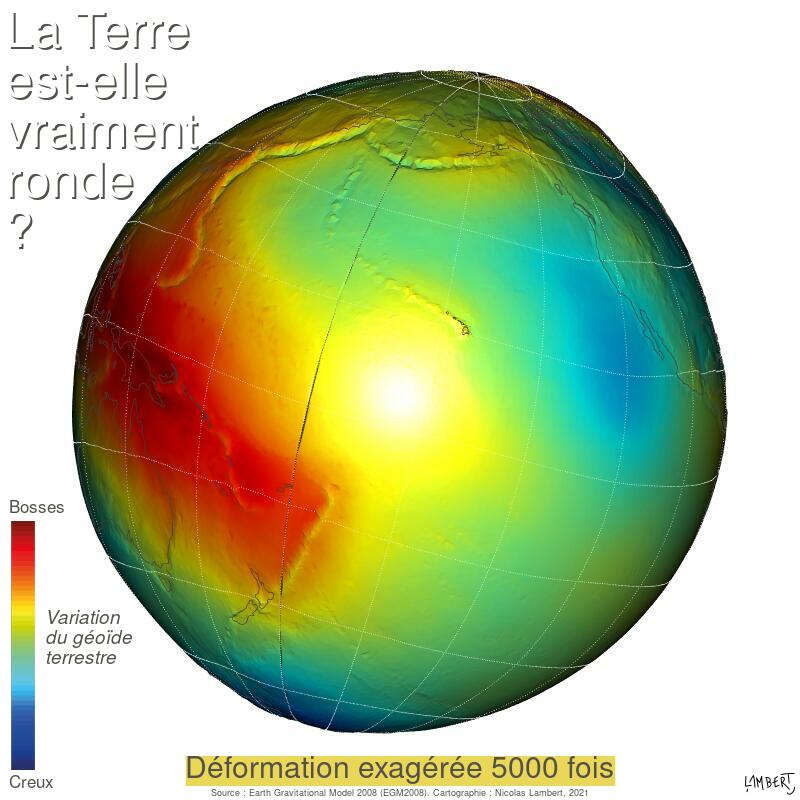 La Terre
est-elle
vraiment
ronde
?
Bosses
Variation
du géoïde
terrestre
Creux
Déformation exagérée 5000 fois
Source : Earth Gravitational Model 2008 (EGM2008). Cartographie : Nicolas Lambert, 2021
LAMBERT